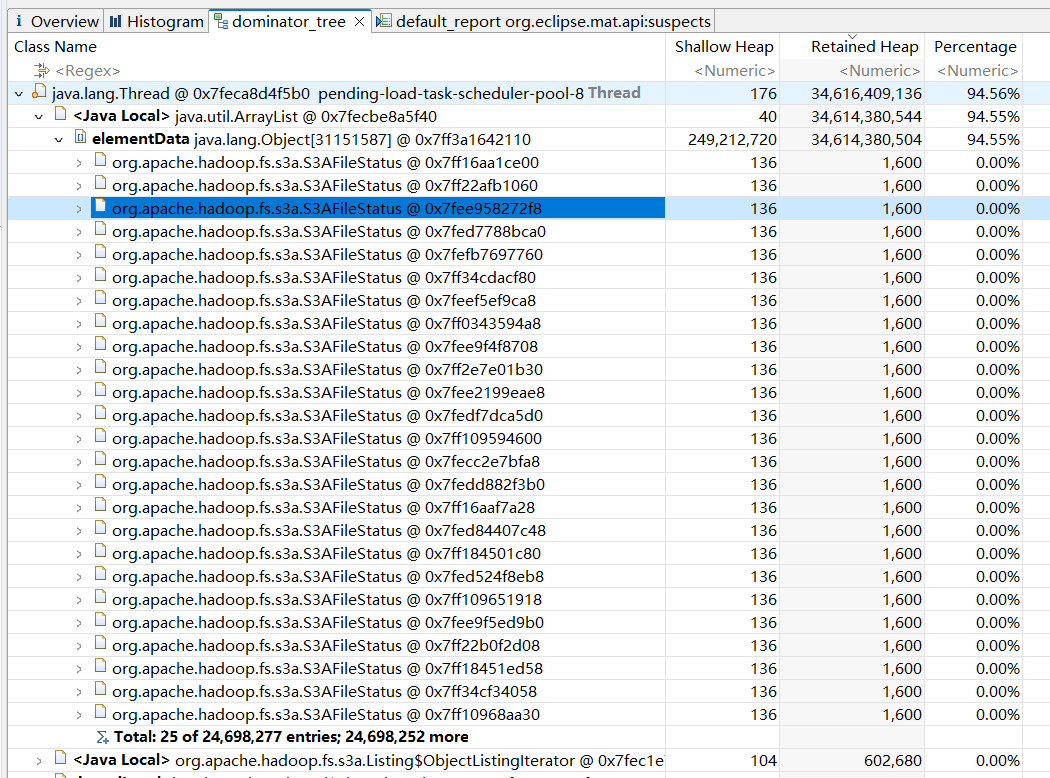 i Overview Histogram dominator_tree default_report org.eclipse.mat.api:suspects
Class Name Shallow Heap Retained Heap Percentage
<Regex> <Numeric> <Numeric> <Numeric>
java.lang.Thread @ 0x7feca8d4f5b0 pending-load-task-scheduler-pool-8 Thread 176 34,616,409,136 94.56%
<Java Local> java.util.ArrayList @ 0x7fecbe8a5f40 40 34,614,380,544 94.55%
elementData java.lang.Object[31151587] @ 0x7ff3a1642110 249,212,720 34,614,380,504 94.55%
org.apache.hadoop.fs.s3a.S3AFileStatus @ 0x7ff16aa1ce00 136 1,600 0.00%
org.apache.hadoop.fs.s3a.S3AFileStatus @ 0x7ff22afb1060 136 1,600 0.00%
org.apache.hadoop.fs.s3a.S3AFileStatus @ 0x7fee958272f8 136 1,600 0.00%
org.apache.hadoop.fs.s3a.S3AFileStatus @ 0x7fed7788bca0 136 1,600 0.00%
org.apache.hadoop.fs.s3a.S3AFileStatus @ 0x7fefb7697760 136 1,600 0.00%
org.apache.hadoop.fs.s3a.S3AFileStatus @ 0x7ff34cdacf80 136 1,600 0.00%
org.apache.hadoop.fs.s3a.S3AFileStatus @ 0x7feef5ef9ca8 136 1,600 0.00%
org.apache.hadoop.fs.s3a.S3AFileStatus @ 0x7ff0343594a8 136 1,600 0.00%
org.apache.hadoop.fs.s3a.S3AFileStatus @ 0x7fee9f4f8708 136 1,600 0.00%
org.apache.hadoop.fs.s3a.S3AFileStatus @ 0x7ff2e7e01b30 136 1,600 0.00%
org.apache.hadoop.fs.s3a.S3AFileStatus @ 0x7fee2199eae8 136 1,600 0.00%
org.apache.hadoop.fs.s3a.S3AFileStatus @ 0x7fedf7dca5d0 136 1,600 0.00%
org.apache.hadoop.fs.s3a.S3AFileStatus @ 0x7ff109594600 136 1,600 0.00%
org.apache.hadoop.fs.s3a.S3AFileStatus @ 0x7fecc2e7bfa8 136 1,600 0.00%
org.apache.hadoop.fs.s3a.S3AFileStatus @ 0x7fedd882f3b0 136 1,600 0.00%
org.apache.hadoop.fs.s3a.S3AFileStatus @ 0x7ff16aaf7a28 136 1,600 0.00%
org.apache.hadoop.fs.s3a.S3AFileStatus @ 0x7fed84407c48 136 1,600 0.00%
org.apache.hadoop.fs.s3a.S3AFileStatus @ 0x7ff184501c80 136 1,600 0.00%
org.apache.hadoop.fs.s3a.S3AFileStatus @ 0x7fed524f8eb8 136 1,600 0.00%
org.apache.hadoop.fs.s3a.S3AFileStatus @ 0x7ff109651918 136 1,600 0.00%
org.apache.hadoop.fs.s3a.S3AFileStatus @ 0x7fee9f5ed9b0 136 1,600 0.00%
org.apache.hadoop.fs.s3a.S3AFileStatus @ 0x7ff22b0f2d08 136 1,600 0.00%
org.apache.hadoop.fs.s3a.S3AFileStatus @ 0x7ff18451ed58 136 1,600 0.00%
org.apache.hadoop.fs.s3a.S3AFileStatus @ 0x7ff34cf34058 136 1,600 0.00%
org.apache.hadoop.fs.s3a.S3AFileStatus @ 0x7ff10968aa30 136 1,600 0.00%
Total: 25 of 24,698,277 entries; 24,698,252 more
<Java Local> org.apache.hadoop.fs.s3a.Listing$ObjectListingIterator @ 0x7fec1e7 104 602,680 0.00%